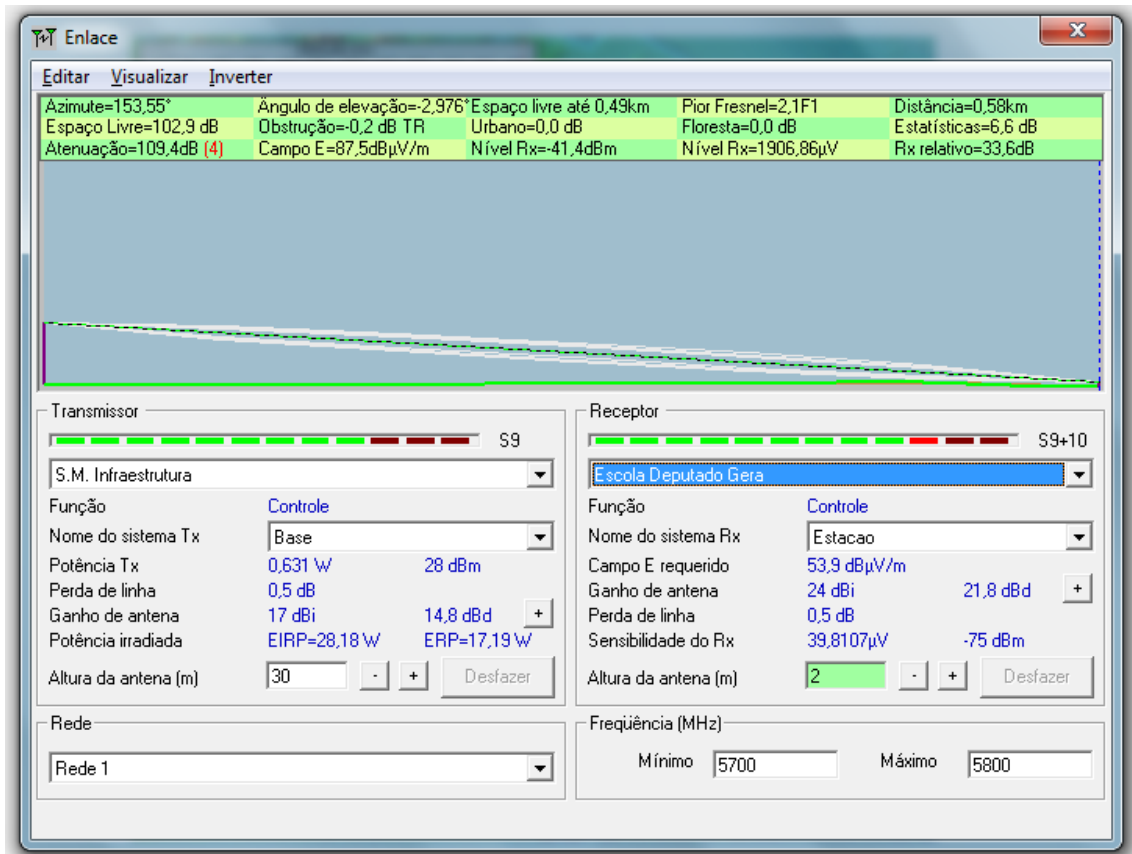 Enlace
Editar Visualizar Inverter
Azimute=153,55° Ângulo de elevação=-2,976° Espaço livre até 0,49km Pior Fresnel=2,1F1 Distância=0,58km
Espaço Livre=102,9 dB Obstrução=-0,2 dB TR Urbano=0,0 dB Floresta=0,0 dB Estatísticas=6,6 dB
Atenuação=109,4dB (4) Campo E=87,5dBµV/m Nível Rx=-41,4dBm Nível Rx=1906,86µV Rx relativo=33,6dB
Transmissor
S9
S.M. Infraestrutura
Função Controle
Nome do sistema Tx Base
Potência Tx 0,631 W 28 dBm
Perda de linha 0,5 dB
Ganho de antena 17 dBi 14,8 dBd +
Potência irradiada EIRP=28,18 W ERP=17,19 W
Altura da antena (m) 30 - + Desfazer
Receptor
S9+10
Escola Deputado Gera
Função Controle
Nome do sistema Rx Estacao
Campo E requerido 53,9 dBµV/m
Ganho de antena 24 dBi 21,8 dBd +
Perda de linha 0,5 dB
Sensibilidade do Rx 39,8107µV -75 dBm
Altura da antena (m) 2 - + Desfazer
Rede
Rede 1
Freqüência (MHz)
Mínimo 5700 Máximo 5800